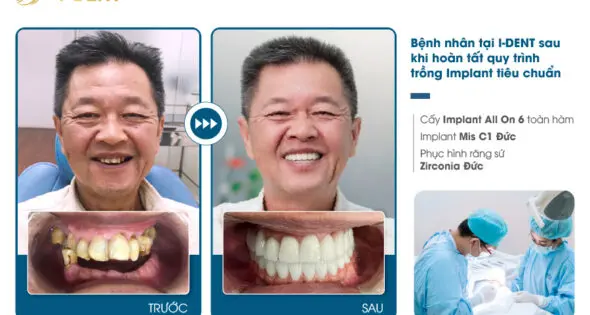 Bệnh nhân tại I-DENT sau
khi hoàn tất quy trình
trồng Implant tiêu chuẩn
Cấy Implant All On 6 toàn hàm
Implant Mis C1 Đức
Phục hình răng sứ
Zirconia Đức
TRƯỚC
SAU